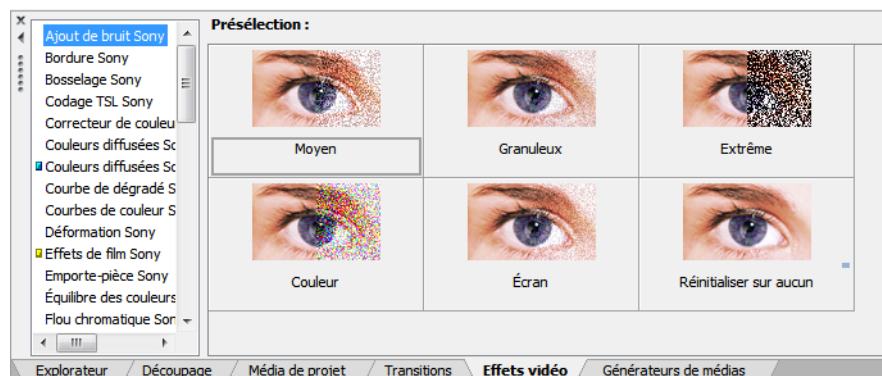 Présélection :
Ajout de bruit Sony
Bordure Sony
Bosselage Sony
Codage TSL Sony
Correcteur de couleu
Couleurs diffusées So
Couleurs diffusées So
Courbe de dégradé S
Courbes de couleur S
Déformation Sony
Effets de film Sony
Emporte-pièce Sony
Équilibre des couleurs
Flou chromatique Son
Moyen
Granuleux
Extrême
Couleur
Écran
Réinitialiser sur aucun
Explorateur
Découpage
Média de projet
Transitions
Effets vidéo
Générateurs de médias